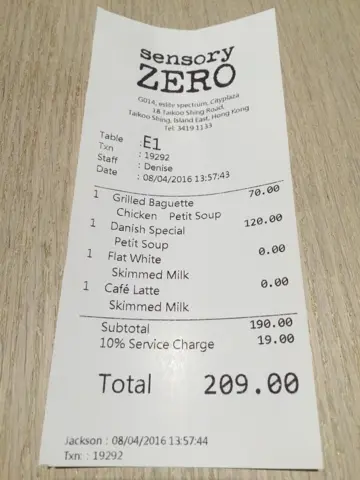 sensory
ZERO
G014, eslite spectrum, Cityplaza
18 Taikoo Shing Road,
Taikoo Shing, Island East, Hong Kong
Tel: 3419 1133
Table : E1
Txn : 19292
Staff : Denise
Date : 08/04/2016 13:57:43
1 Grilled Baguette 70.00
Chicken Petit Soup
1 Danish Special 120.00
Petit Soup
1 Flat White 0.00
Skimmed Milk
1 Café Latte 0.00
Skimmed Milk
Subtotal 190.00
10% Service Charge 19.00
Total 209.00
Jackson : 08/04/2016 13:57:44
Txn: : 19292